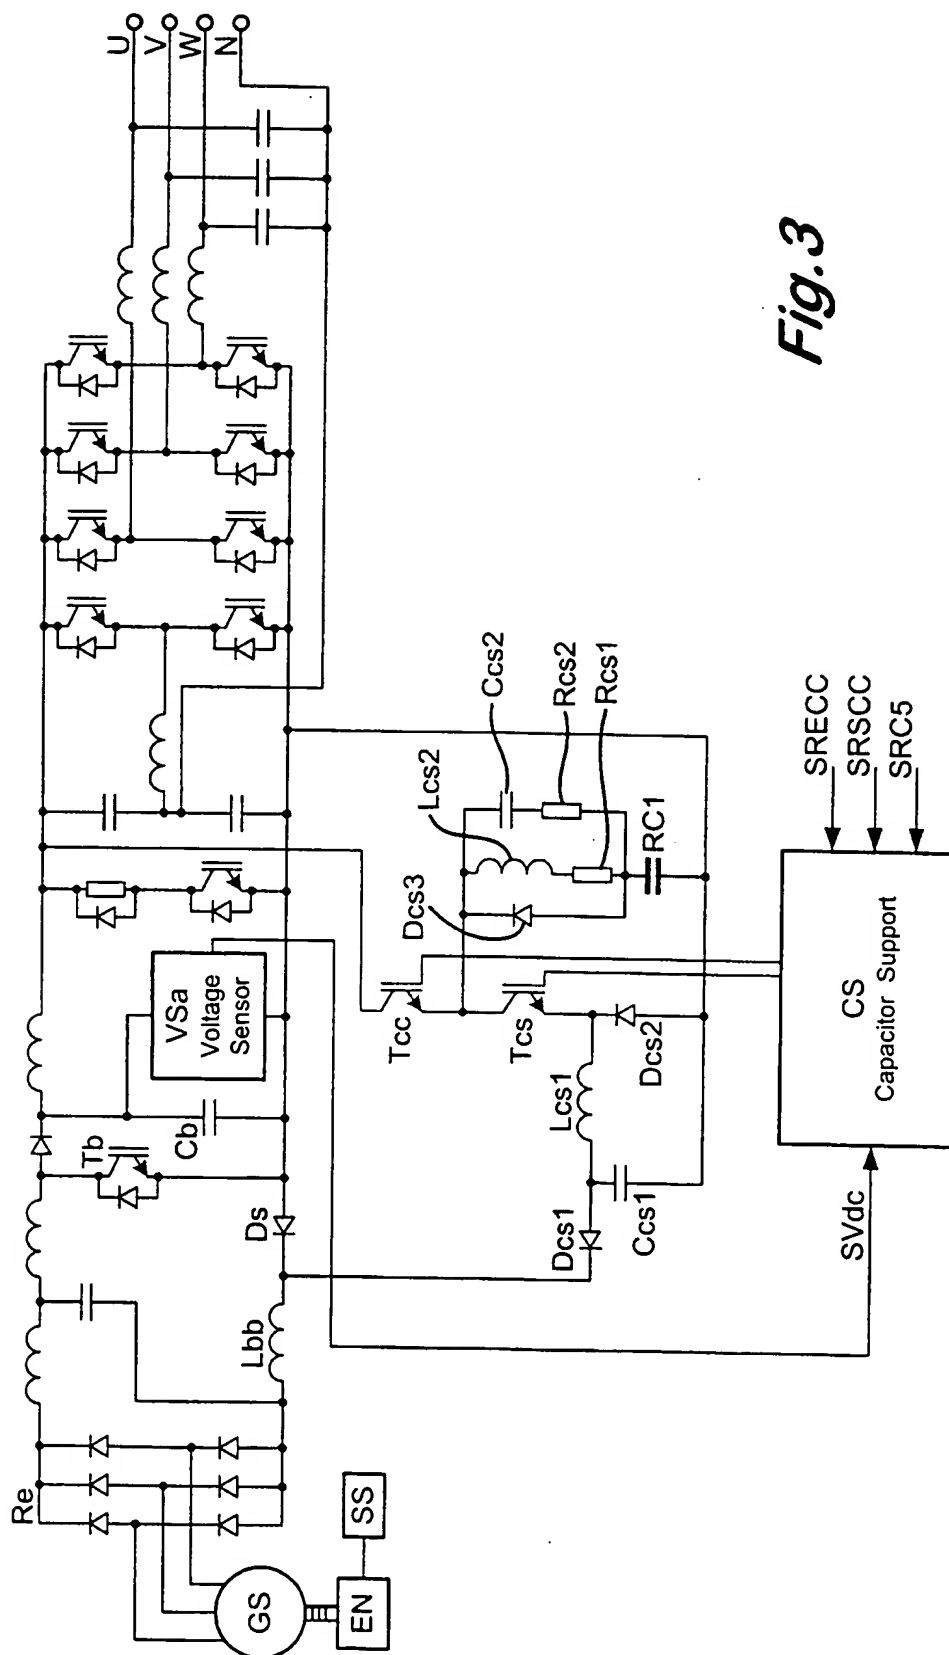 U
V
W
N
Re
GS
EN
SS
Lbb
Ds
Tb
Cb
VSa
Voltage
Sensor
Tcc
Tcs
Dcs3
Lcs2
Ccs2
Rcs2
Rcs1
RC1
Dcs1
Ccs1
Lcs1
Dcs2
SVdc
CS
Capacitor Support
SRECC
SRSCC
SRC5
Fig.3